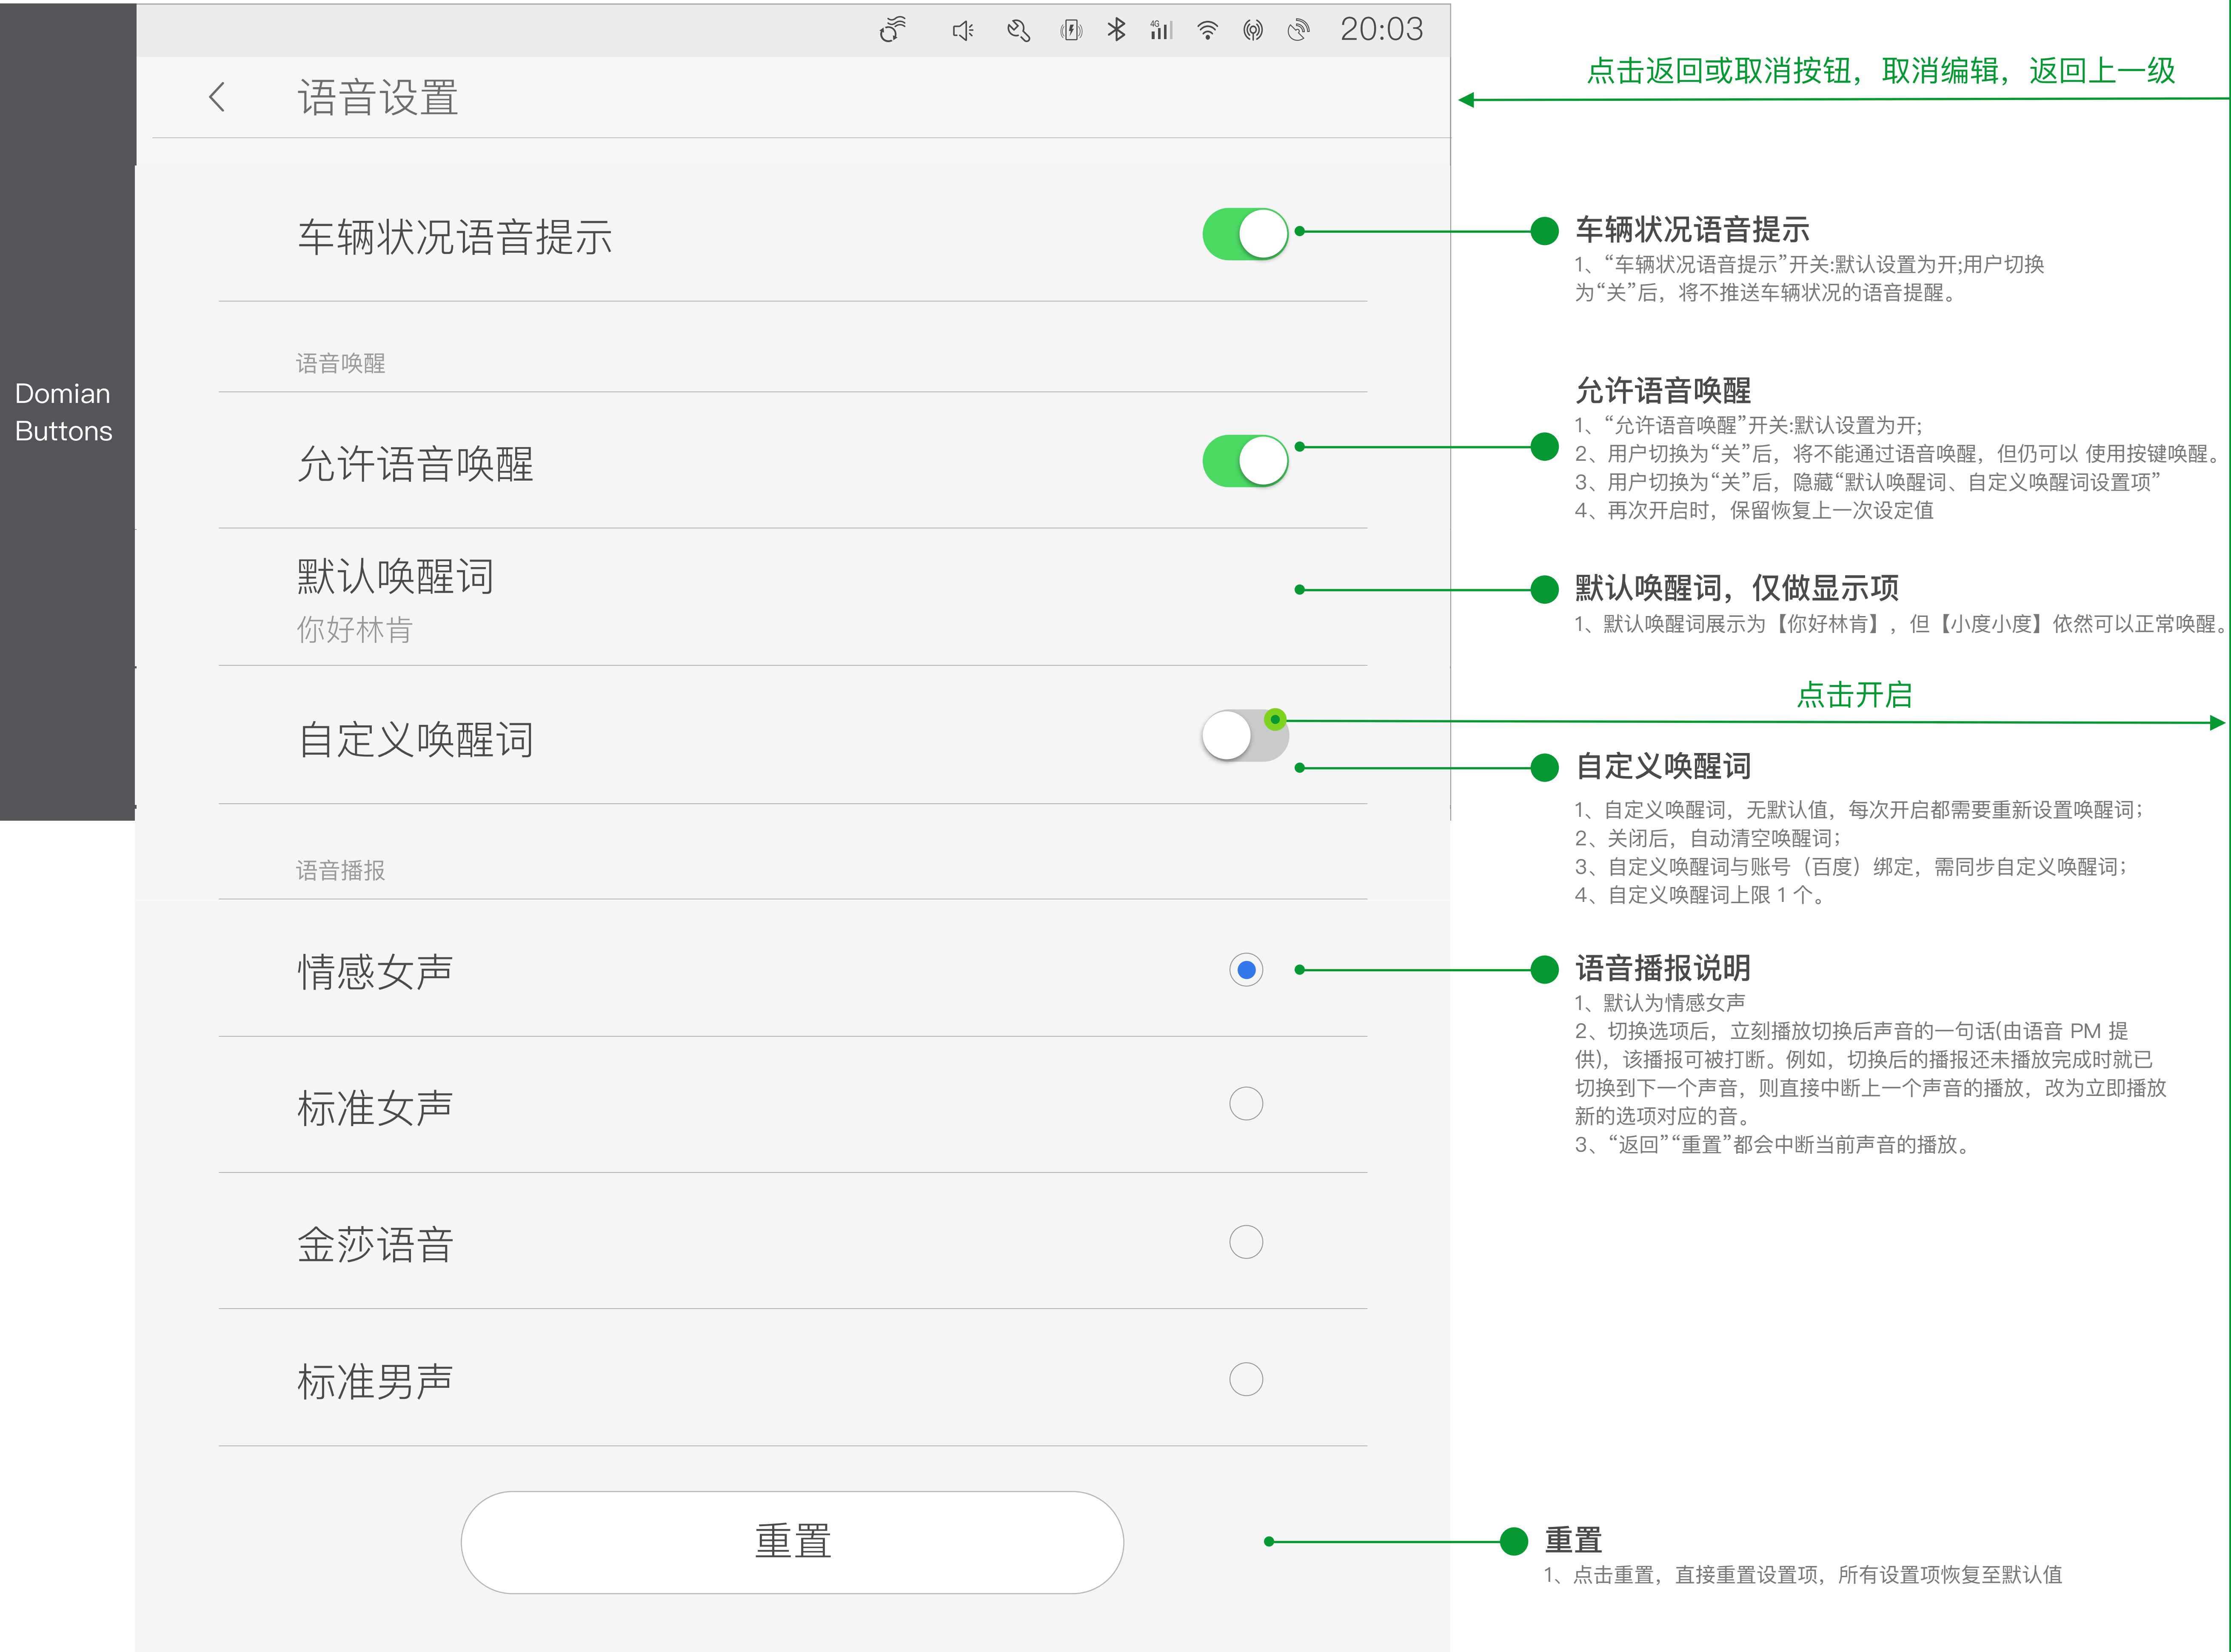 20:03
语音设置
车辆状况语音提示
语音唤醒
Domian
Buttons
允许语音唤醒
默认唤醒词
你好林肯
自定义唤醒词
语音播报
情感女声
标准女声
金莎语音
标准男声
重置
点击返回或取消按钮，取消编辑，返回上一级
车辆状况语音提示
1、“车辆状况语音提示”开关:默认设置为开;用户切换
为“关”后，将不推送车辆状况的语音提醒。
允许语音唤醒
1、“允许语音唤醒”开关:默认设置为开;
2、用户切换为“关”后，将不能通过语音唤醒，但仍可以 使用按键唤醒。
3、用户切换为“关”后，隐藏“默认唤醒词、自定义唤醒词设置项”
4、再次开启时，保留恢复上一次设定值
默认唤醒词，仅做显示项
1、默认唤醒词展示为【你好林肯】，但【小度小度】依然可以正常唤醒。
点击开启
自定义唤醒词
1、自定义唤醒词，无默认值，每次开启都需要重新设置唤醒词；
2、关闭后，自动清空唤醒词；
3、自定义唤醒词与账号（百度）绑定，需同步自定义唤醒词；
4、自定义唤醒词上限 1 个。
语音播报说明
1、默认为情感女声
2、切换选项后，立刻播放切换后声音的一句话(由语音 PM 提
供)，该播报可被打断。例如，切换后的播报还未播放完成时就已
切换到下一个声音，则直接中断上一个声音的播放，改为立即播放
新的选项对应的音。
3、“返回”“重置”都会中断当前声音的播放。
重置
1、点击重置，直接重置设置项，所有设置项恢复至默认值
4G